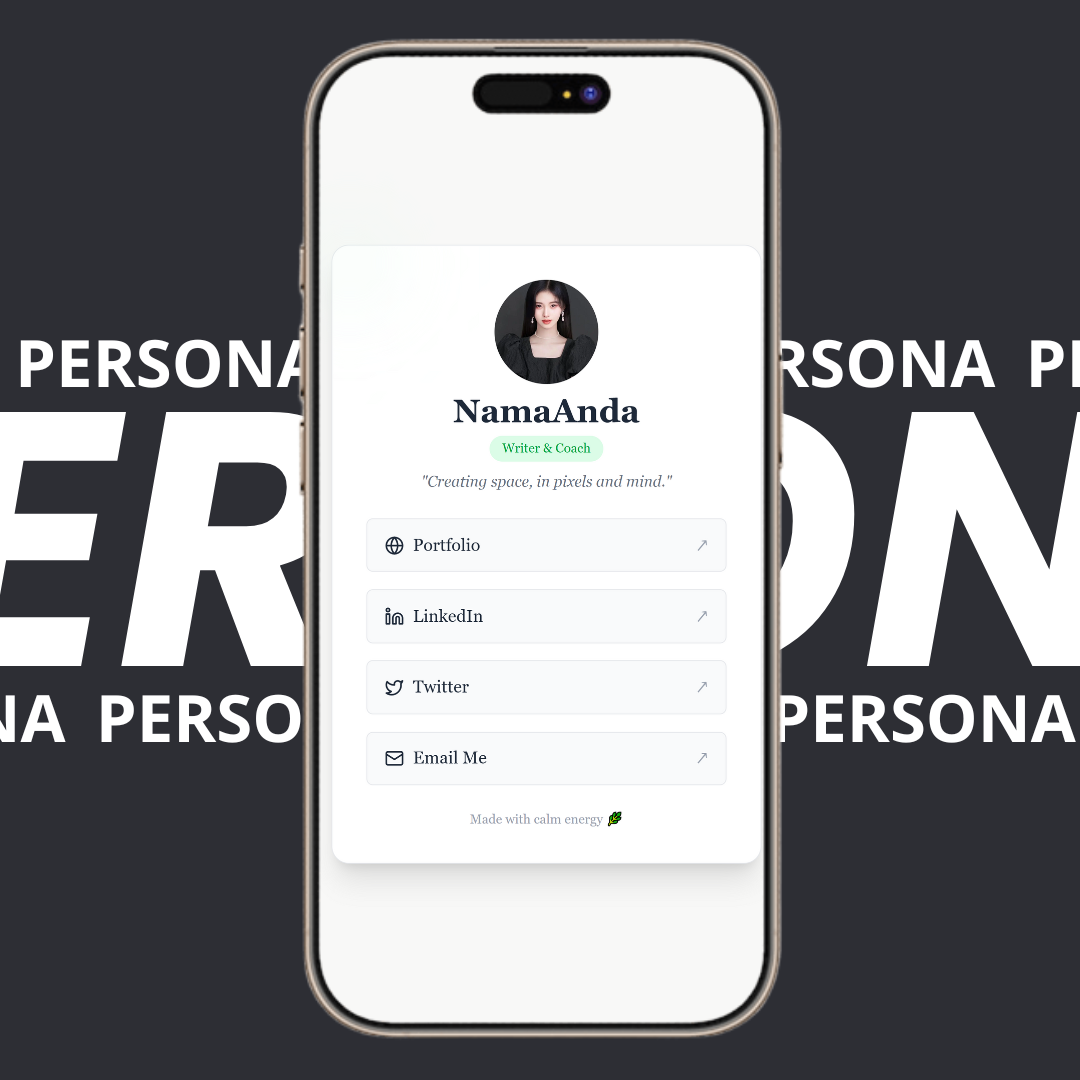 PERSONA RSONA PE
ER ON
NamaAnda
Writer & Coach
"Creating space, in pixels and mind."
Portfolio ↗
LinkedIn ↗
Twitter ↗
Email Me ↗
Made with calm energy
NA PERSO PERSONA